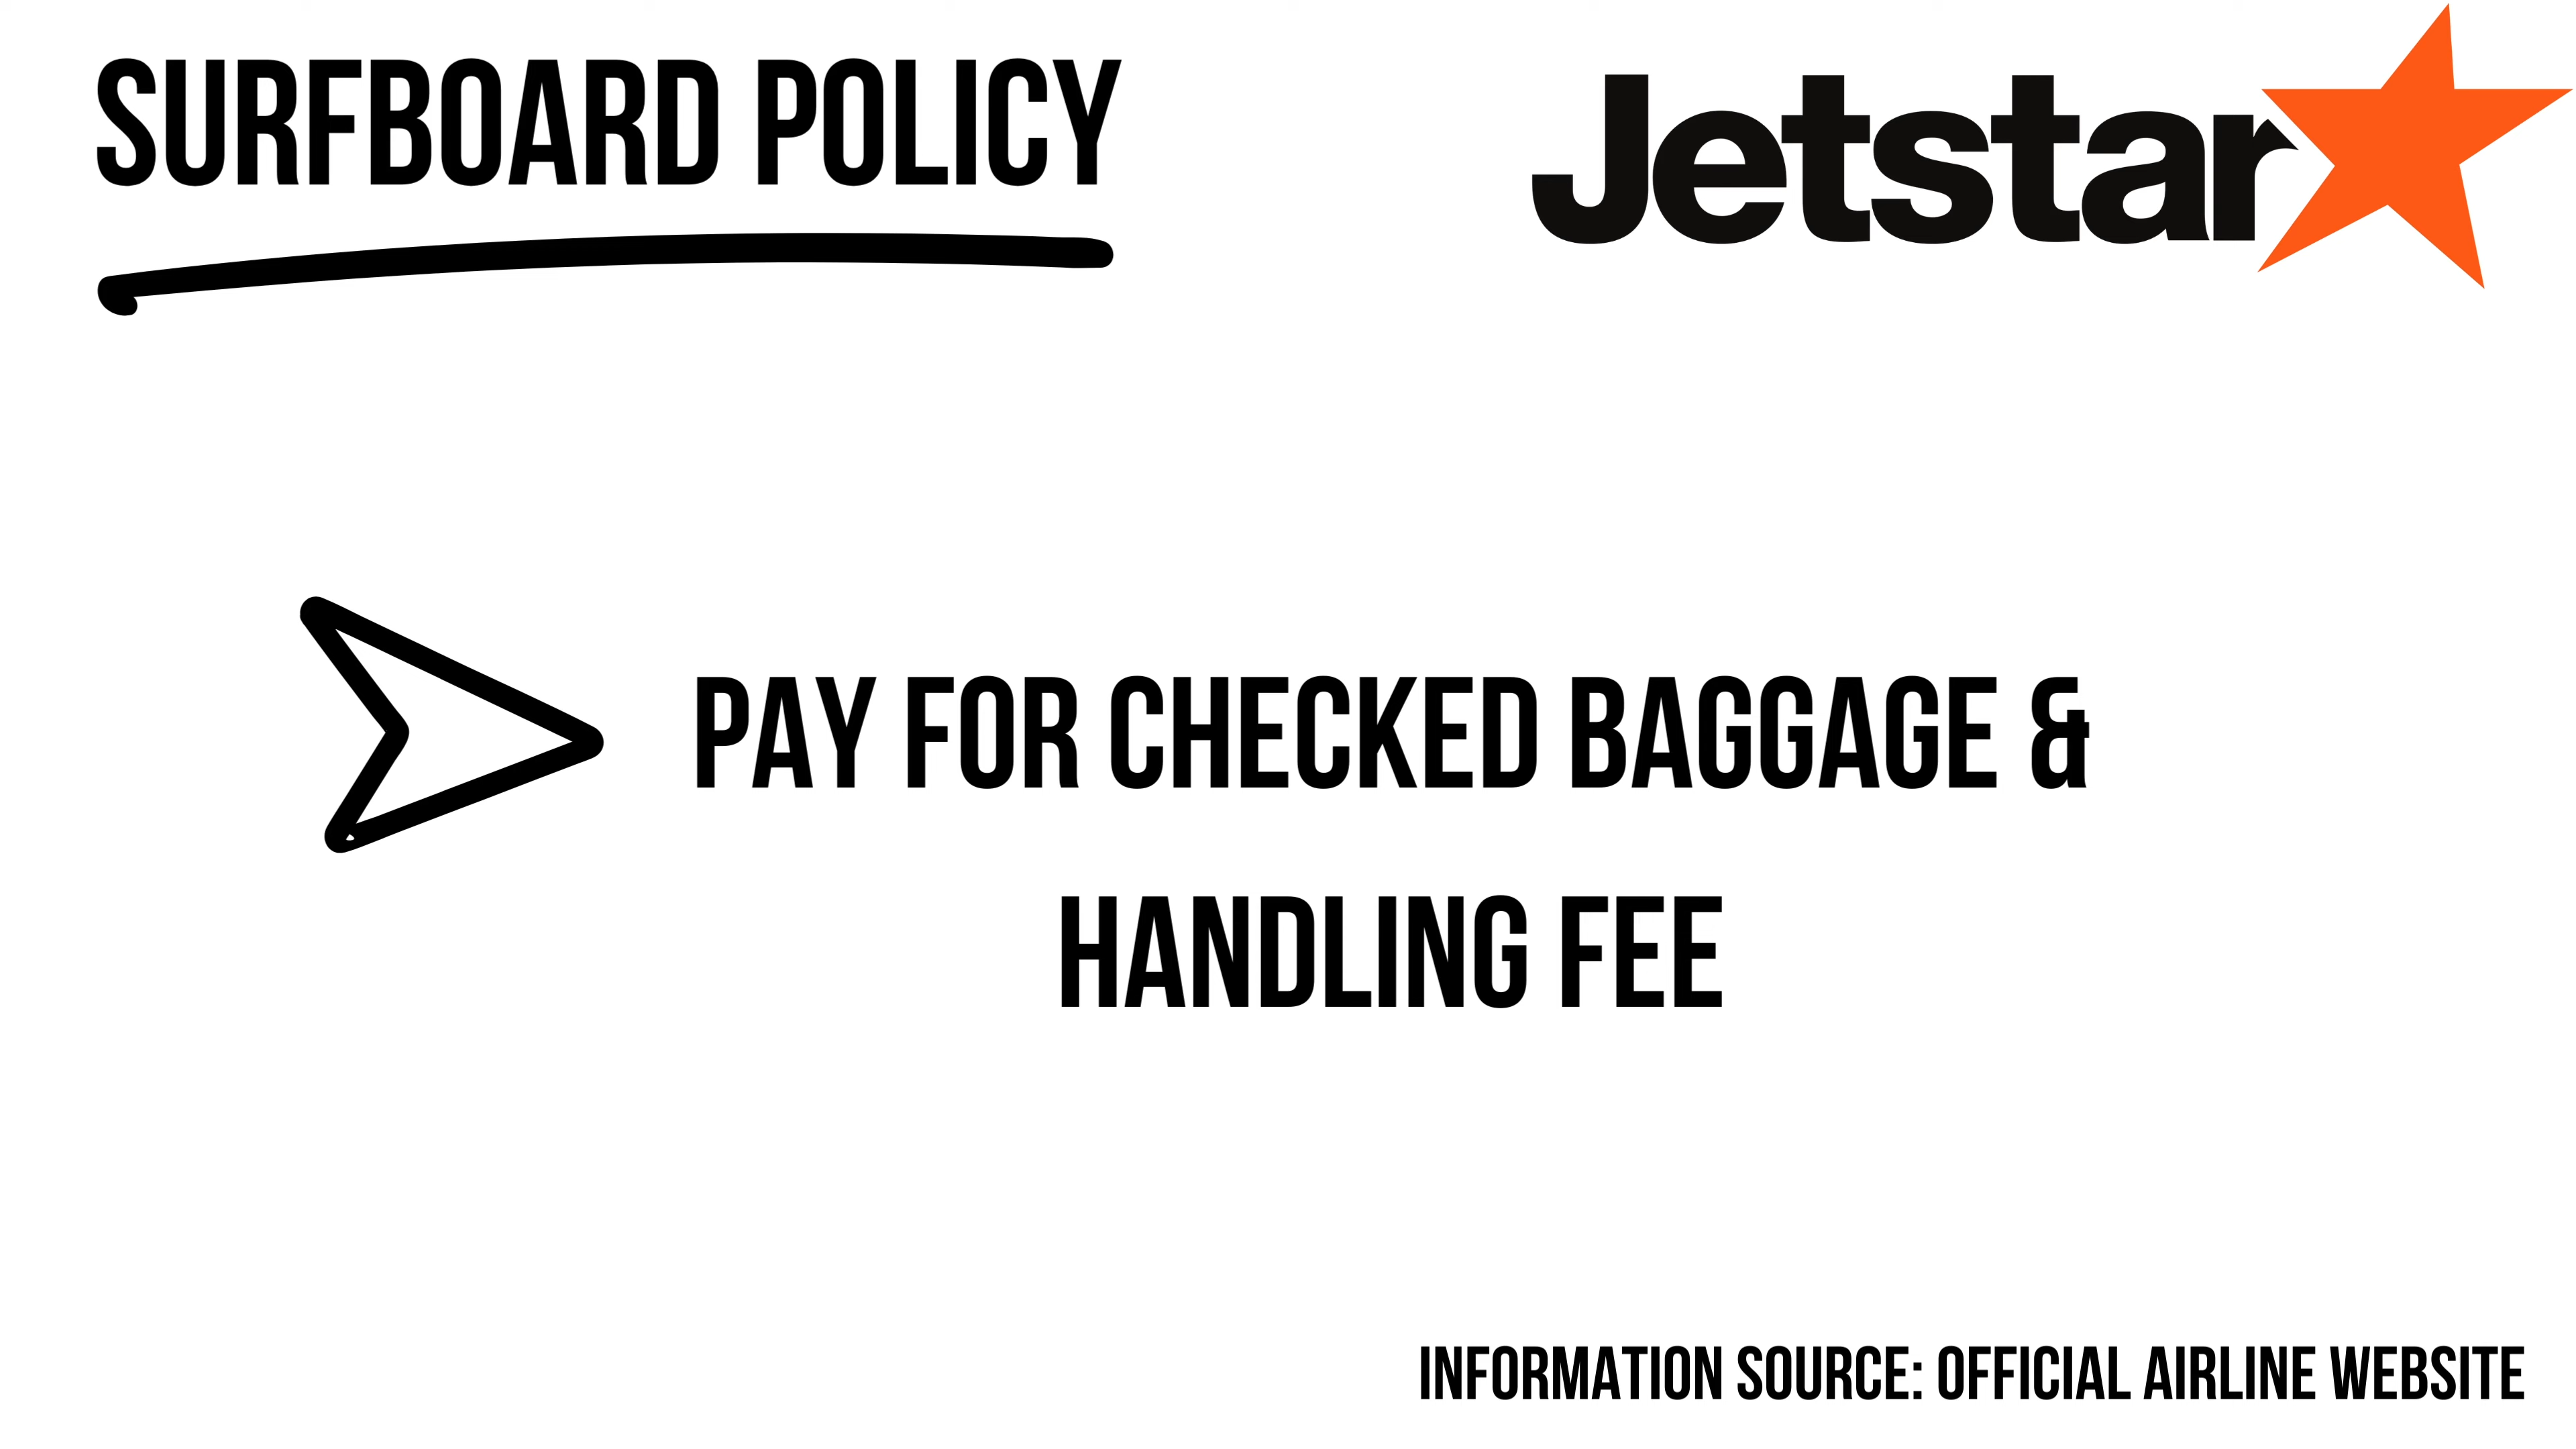 SURFBOARD POLICY
Jetstar
PAY FOR CHECKED BAGGAGE &
HANDLING FEE
INFORMATION SOURCE: OFFICIAL AIRLINE WEBSITE